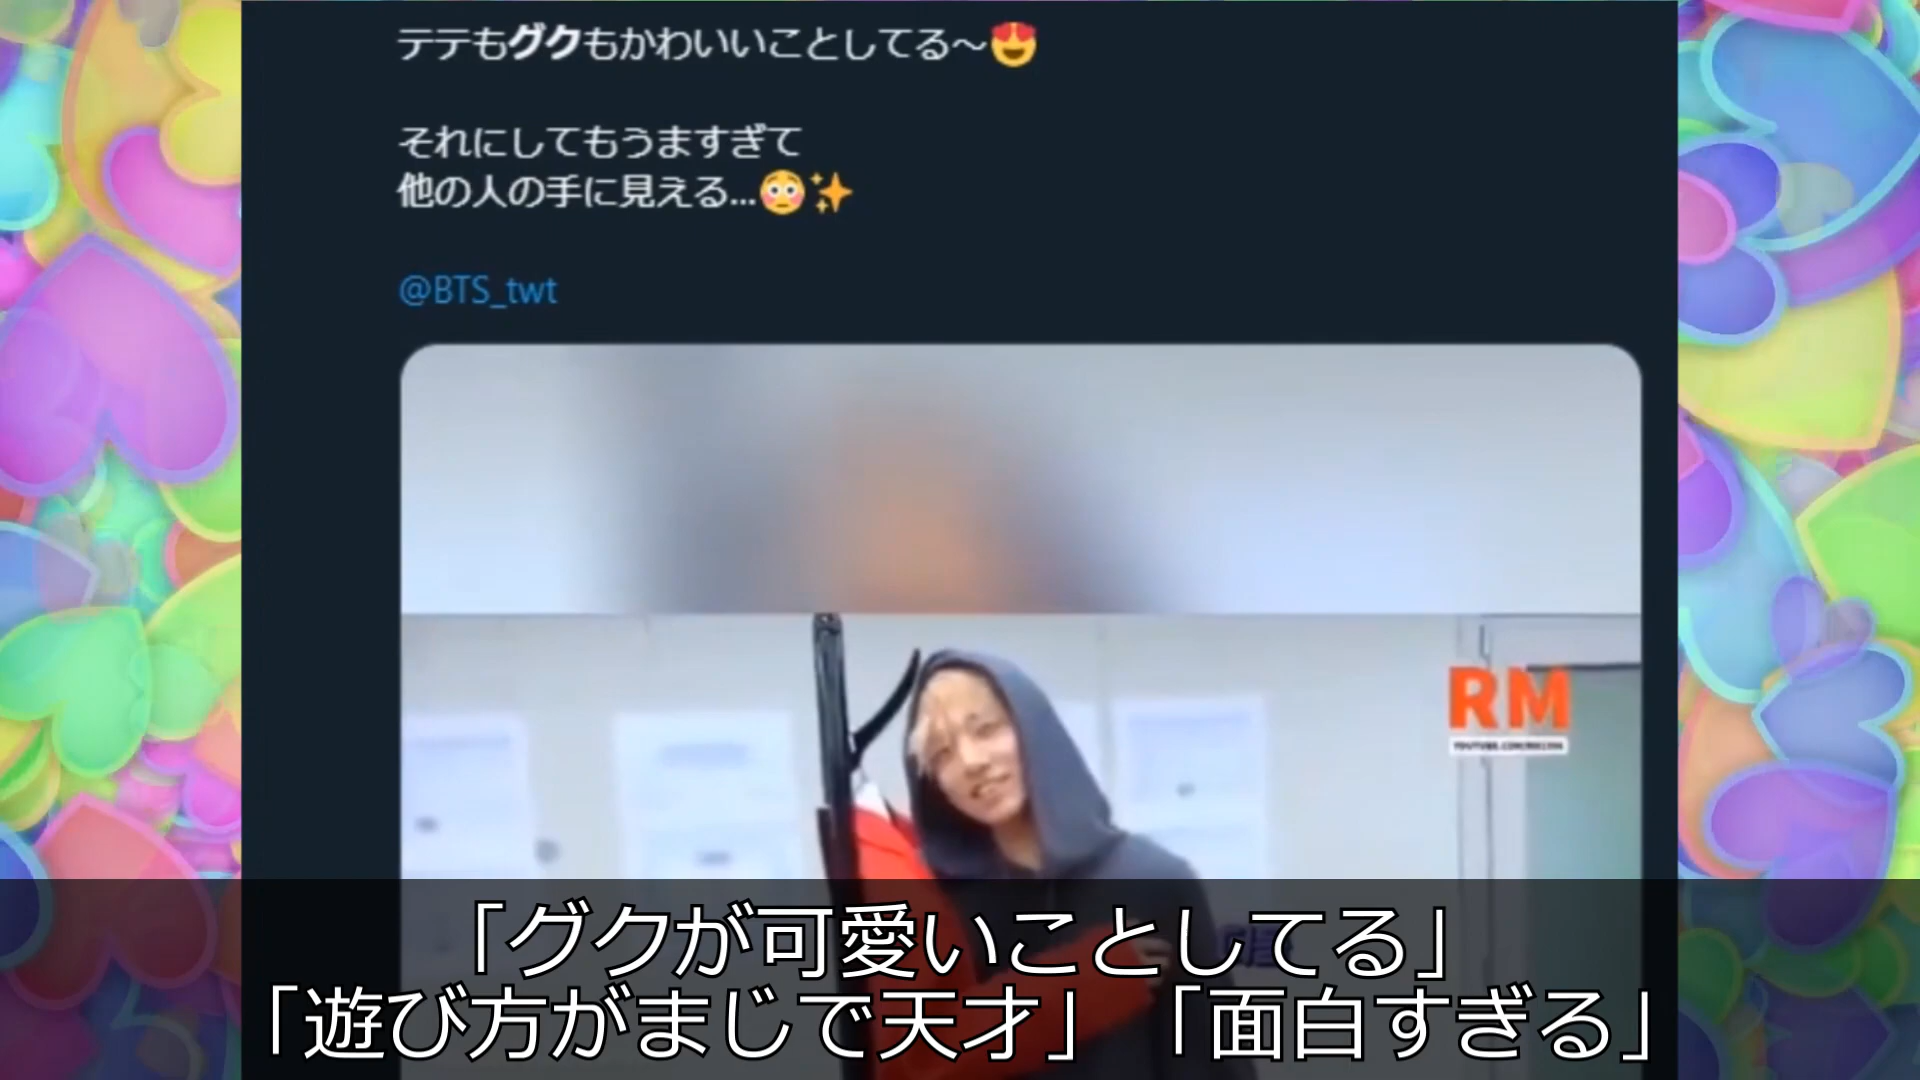 テテもグクもかわいいことしてる～😍
それにしてもうますぎて
他の人の手に見える...😳✨
@BTS_twt
RM
「グクが可愛いことしてる」
「遊び方がまじで天才」「面白すぎる」